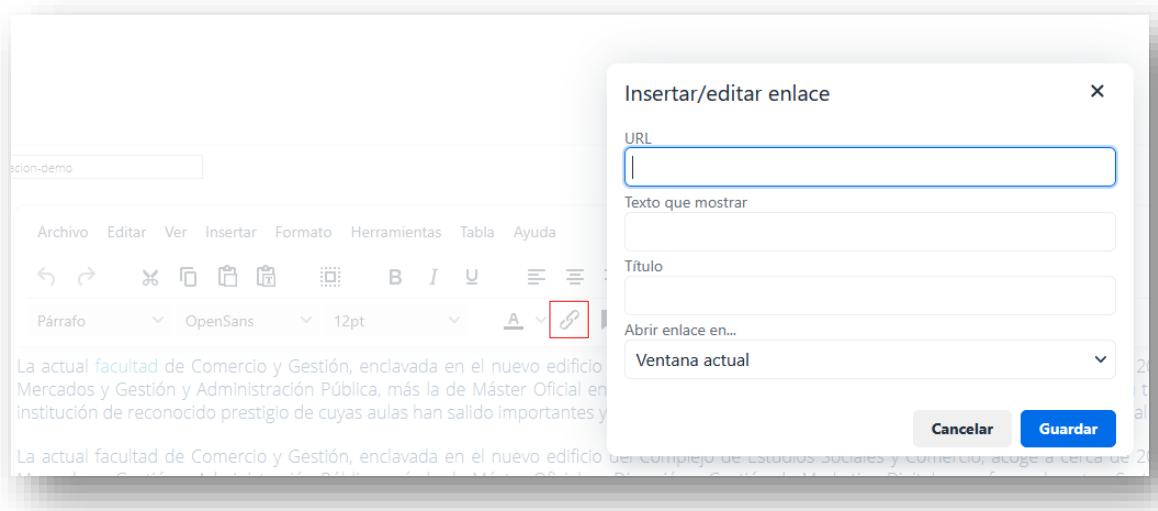 Insertar/editar enlace
URL
acion-demo
Texto que mostrar
Archivo Editar Ver Insertar Formato Herramientas Tabla Ayuda
B I U
Título
Párrafo OpenSans 12pt A
Abrir enlace en...
Ventana actual
La actual facultad de Comercio y Gestión, enclavada en el nuevo edificio
Mercados y Gestión y Administración Pública, más la de Máster Oficial en
institución de reconocido prestigio de cuyas aulas han salido importantes y
Cancelar Guardar
La actual facultad de Comercio y Gestión, enclavada en el nuevo edificio del Complejo de Estudios Sociales y Comercio, acoge a cerca de